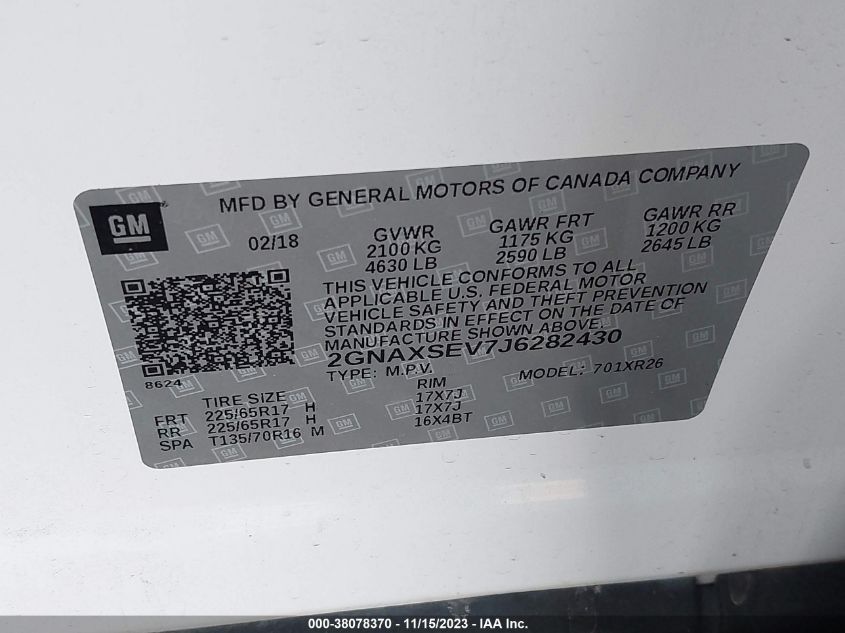 GM
MFD BY GENERAL MOTORS OF CANADA COMPANY
02/18
GVWR GAWR FRT GAWR RR
2100 KG 1175 KG 1200 KG
4630 LB 2590 LB 2645 LB
THIS VEHICLE CONFORMS TO ALL
APPLICABLE U.S. FEDERAL MOTOR
VEHICLE SAFETY AND THEFT PREVENTION
STANDARDS IN EFFECT ON THE DATE OF
MANUFACTURE SHOWN ABOVE.
2GNAXSEV7J6282430
TYPE: M.P.V. MODEL: 701XR26
8624
TIRE SIZE RIM
FRT 225/65R17 H 17X7J
RR 225/65R17 H 17X7J
SPA T135/70R16 M 16X4BT
000-38078370 - 11/15/2023 - IAA Inc.